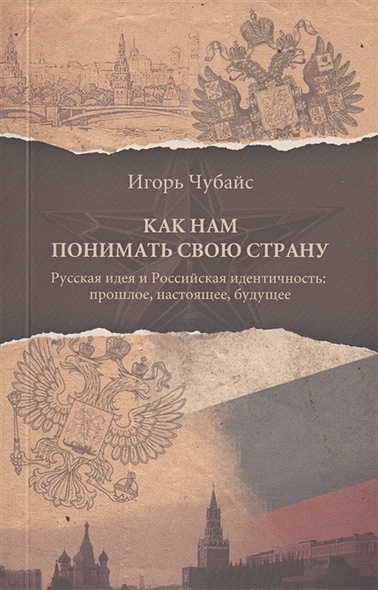 Игорь Чубайс
КАК НАМ
ПОНИМАТЬ СВОЮ СТРАНУ
Русская идея и Российская идентичность:
прошлое, настоящее, будущее